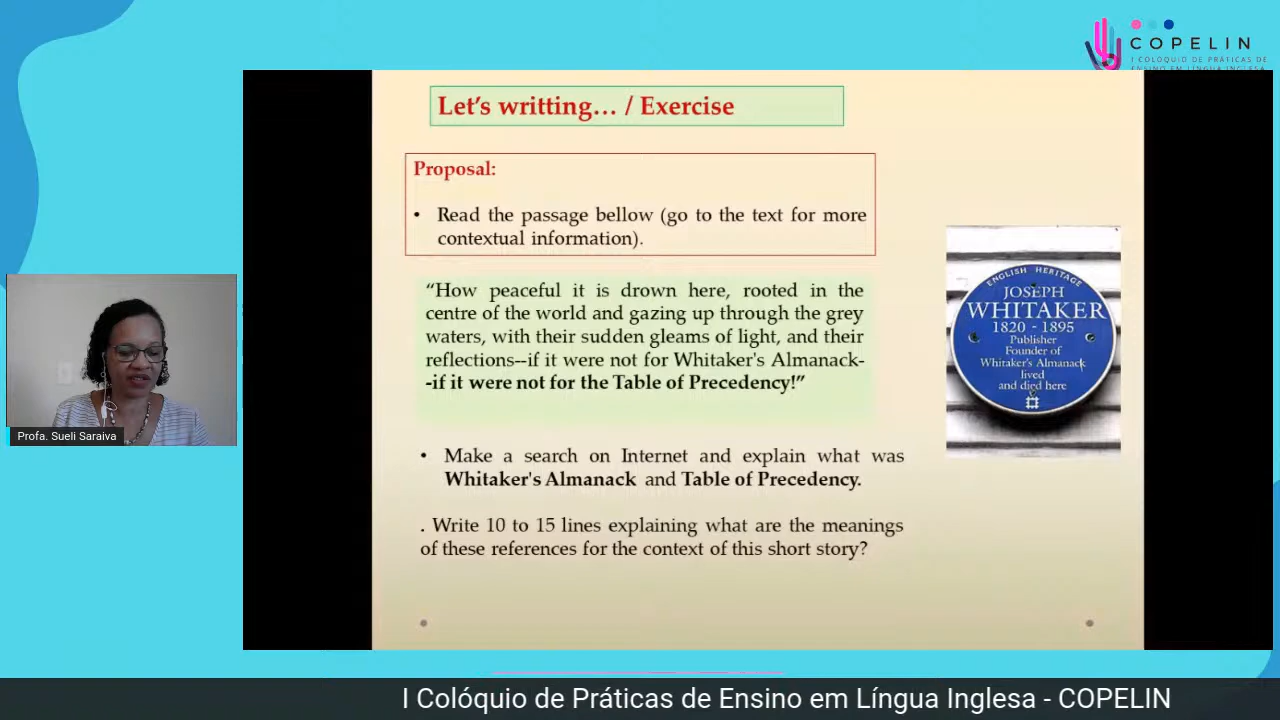 COPELIN
I COLÓQUIO DE PRÁTICAS DE
ENSINO EM LÍNGUA INGLESA
Let's writting… / Exercise
Proposal:
• Read the passage bellow (go to the text for more
contextual information).
“How peaceful it is drown here, rooted in the
centre of the world and gazing up through the grey
waters, with their sudden gleams of light, and their
reflections--if it were not for Whitaker's Almanack-
-if it were not for the Table of Precedency!”
• Make a search on Internet and explain what was
Whitaker's Almanack and Table of Precedency.
. Write 10 to 15 lines explaining what are the meanings
of these references for the context of this short story?
ENGLISH HERITAGE
JOSEPH
WHITAKER
1820 - 1895
Publisher
Founder of
Whitaker's Almanack
lived
and died here
Profa. Sueli Saraiva
I Colóquio de Práticas de Ensino em Língua Inglesa - COPELIN